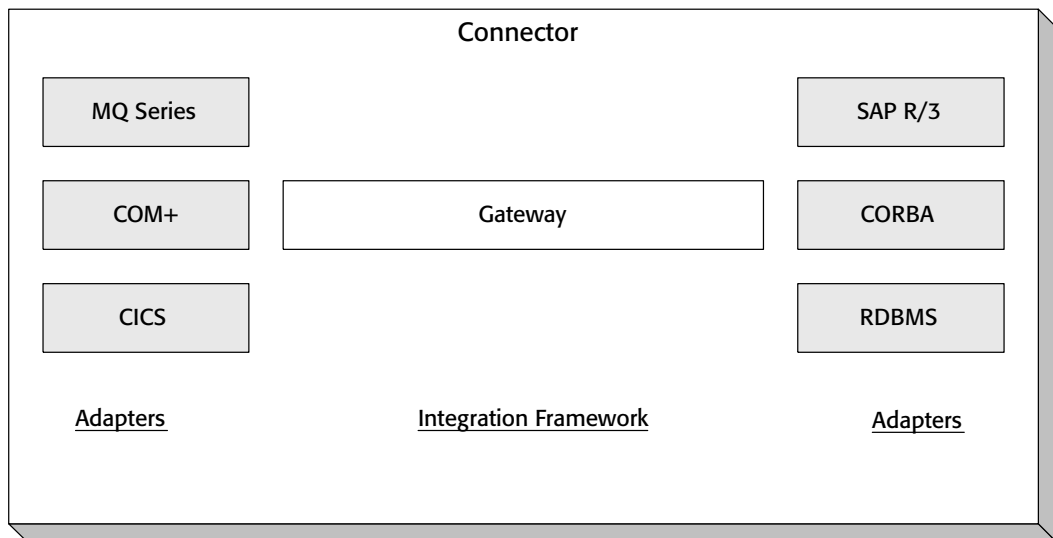 Connector
MQ Series
SAP R/3
COM+
Gateway
CORBA
CICS
RDBMS
Adapters
Integration Framework
Adapters